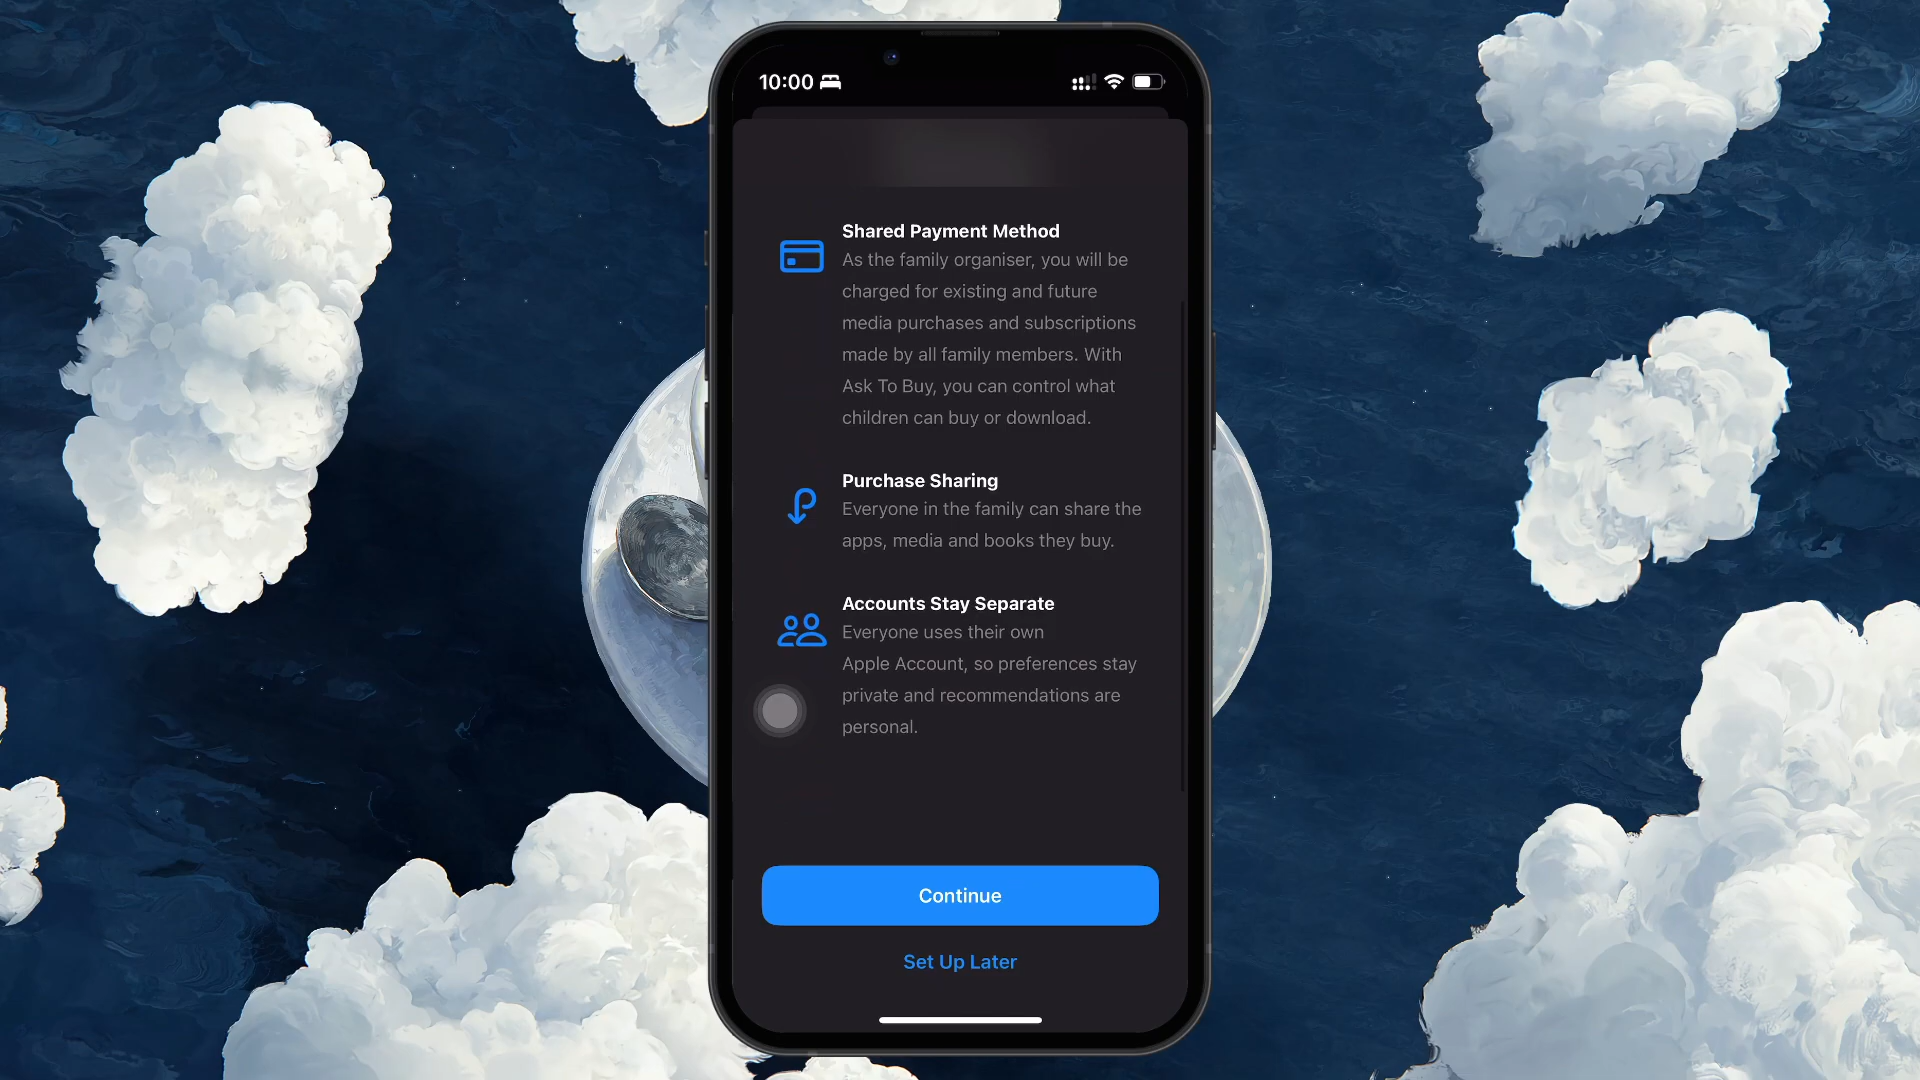 10:00
Shared Payment Method
As the family organiser, you will be
charged for existing and future
media purchases and subscriptions
made by all family members. With
Ask To Buy, you can control what
children can buy or download.
Purchase Sharing
Everyone in the family can share the
apps, media and books they buy.
Accounts Stay Separate
Everyone uses their own
Apple Account, so preferences stay
private and recommendations are
personal.
Continue
Set Up Later